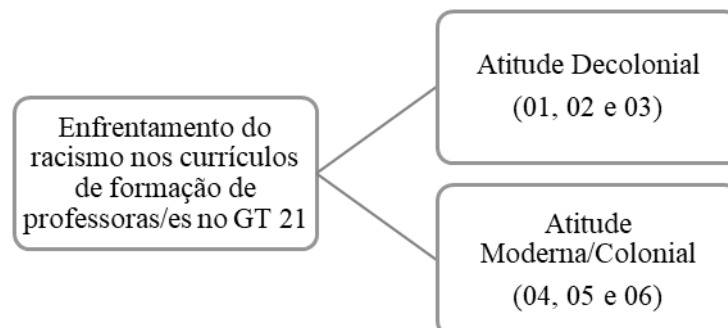 Enfrentamento do
racismo nos currículos
de formação de
professoras/es no GT 21
Atitude Decolonial
(01, 02 e 03)
Atitude
Moderna/Colonial
(04, 05 e 06)